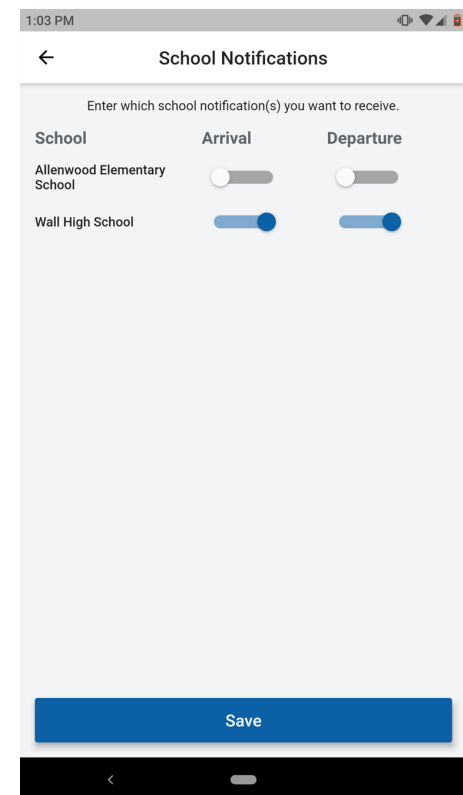 1:03 PM
School Notifications
Enter which school notification(s) you want to receive.
School Arrival Departure
Allenwood Elementary
School
Wall High School
Save